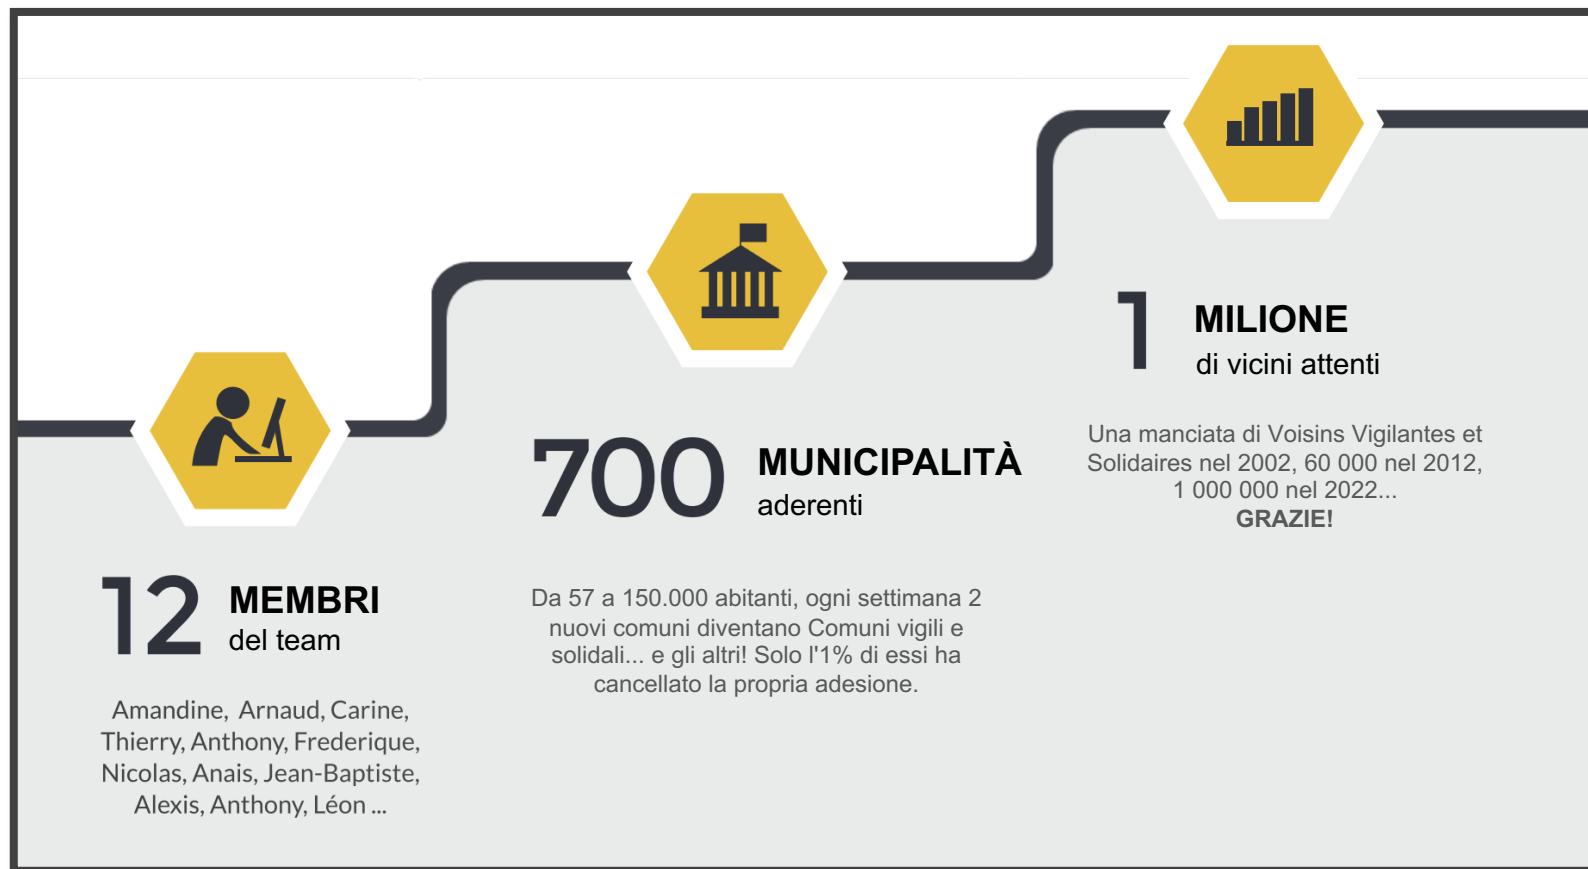 12 MEMBRI
del team
Amandine, Arnaud, Carine,
Thierry, Anthony, Frederique,
Nicolas, Anais, Jean-Baptiste,
Alexis, Anthony, Léon ...
700 MUNICIPALITÀ
aderenti
Da 57 a 150.000 abitanti, ogni settimana 2
nuovi comuni diventano Comuni vigili e
solidali... e gli altri! Solo l'1% di essi ha
cancellato la propria adesione.
1 MILIONE
di vicini attenti
Una manciata di Voisins Vigilantes et
Solidaires nel 2002, 60 000 nel 2012,
1 000 000 nel 2022...
GRAZIE!